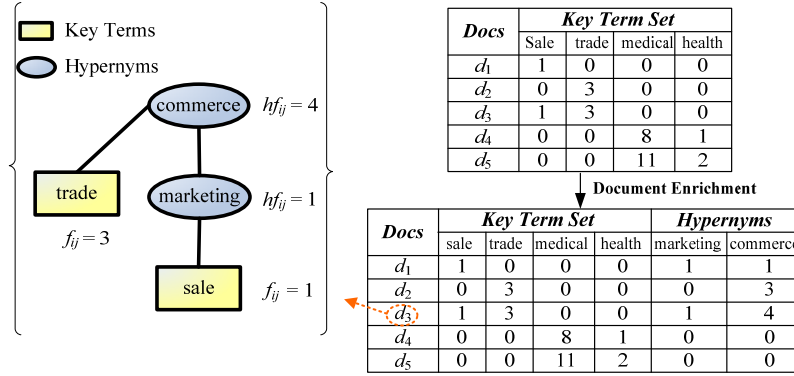 Key Terms
Hypernyms
commerce hf_ij = 4
trade
f_ij = 3
marketing hf_ij = 1
sale f_ij = 1
Docs Key Term Set
Sale trade medical health
d1 1 0 0 0
d2 0 3 0 0
d3 1 3 0 0
d4 0 0 8 1
d5 0 0 11 2
Document Enrichment
Docs Key Term Set Hypernyms
sale trade medical health marketing commerce
d1 1 0 0 0 1 1
d2 0 3 0 0 0 3
d3 1 3 0 0 1 4
d4 0 0 8 1 0 0
d5 0 0 11 2 0 0